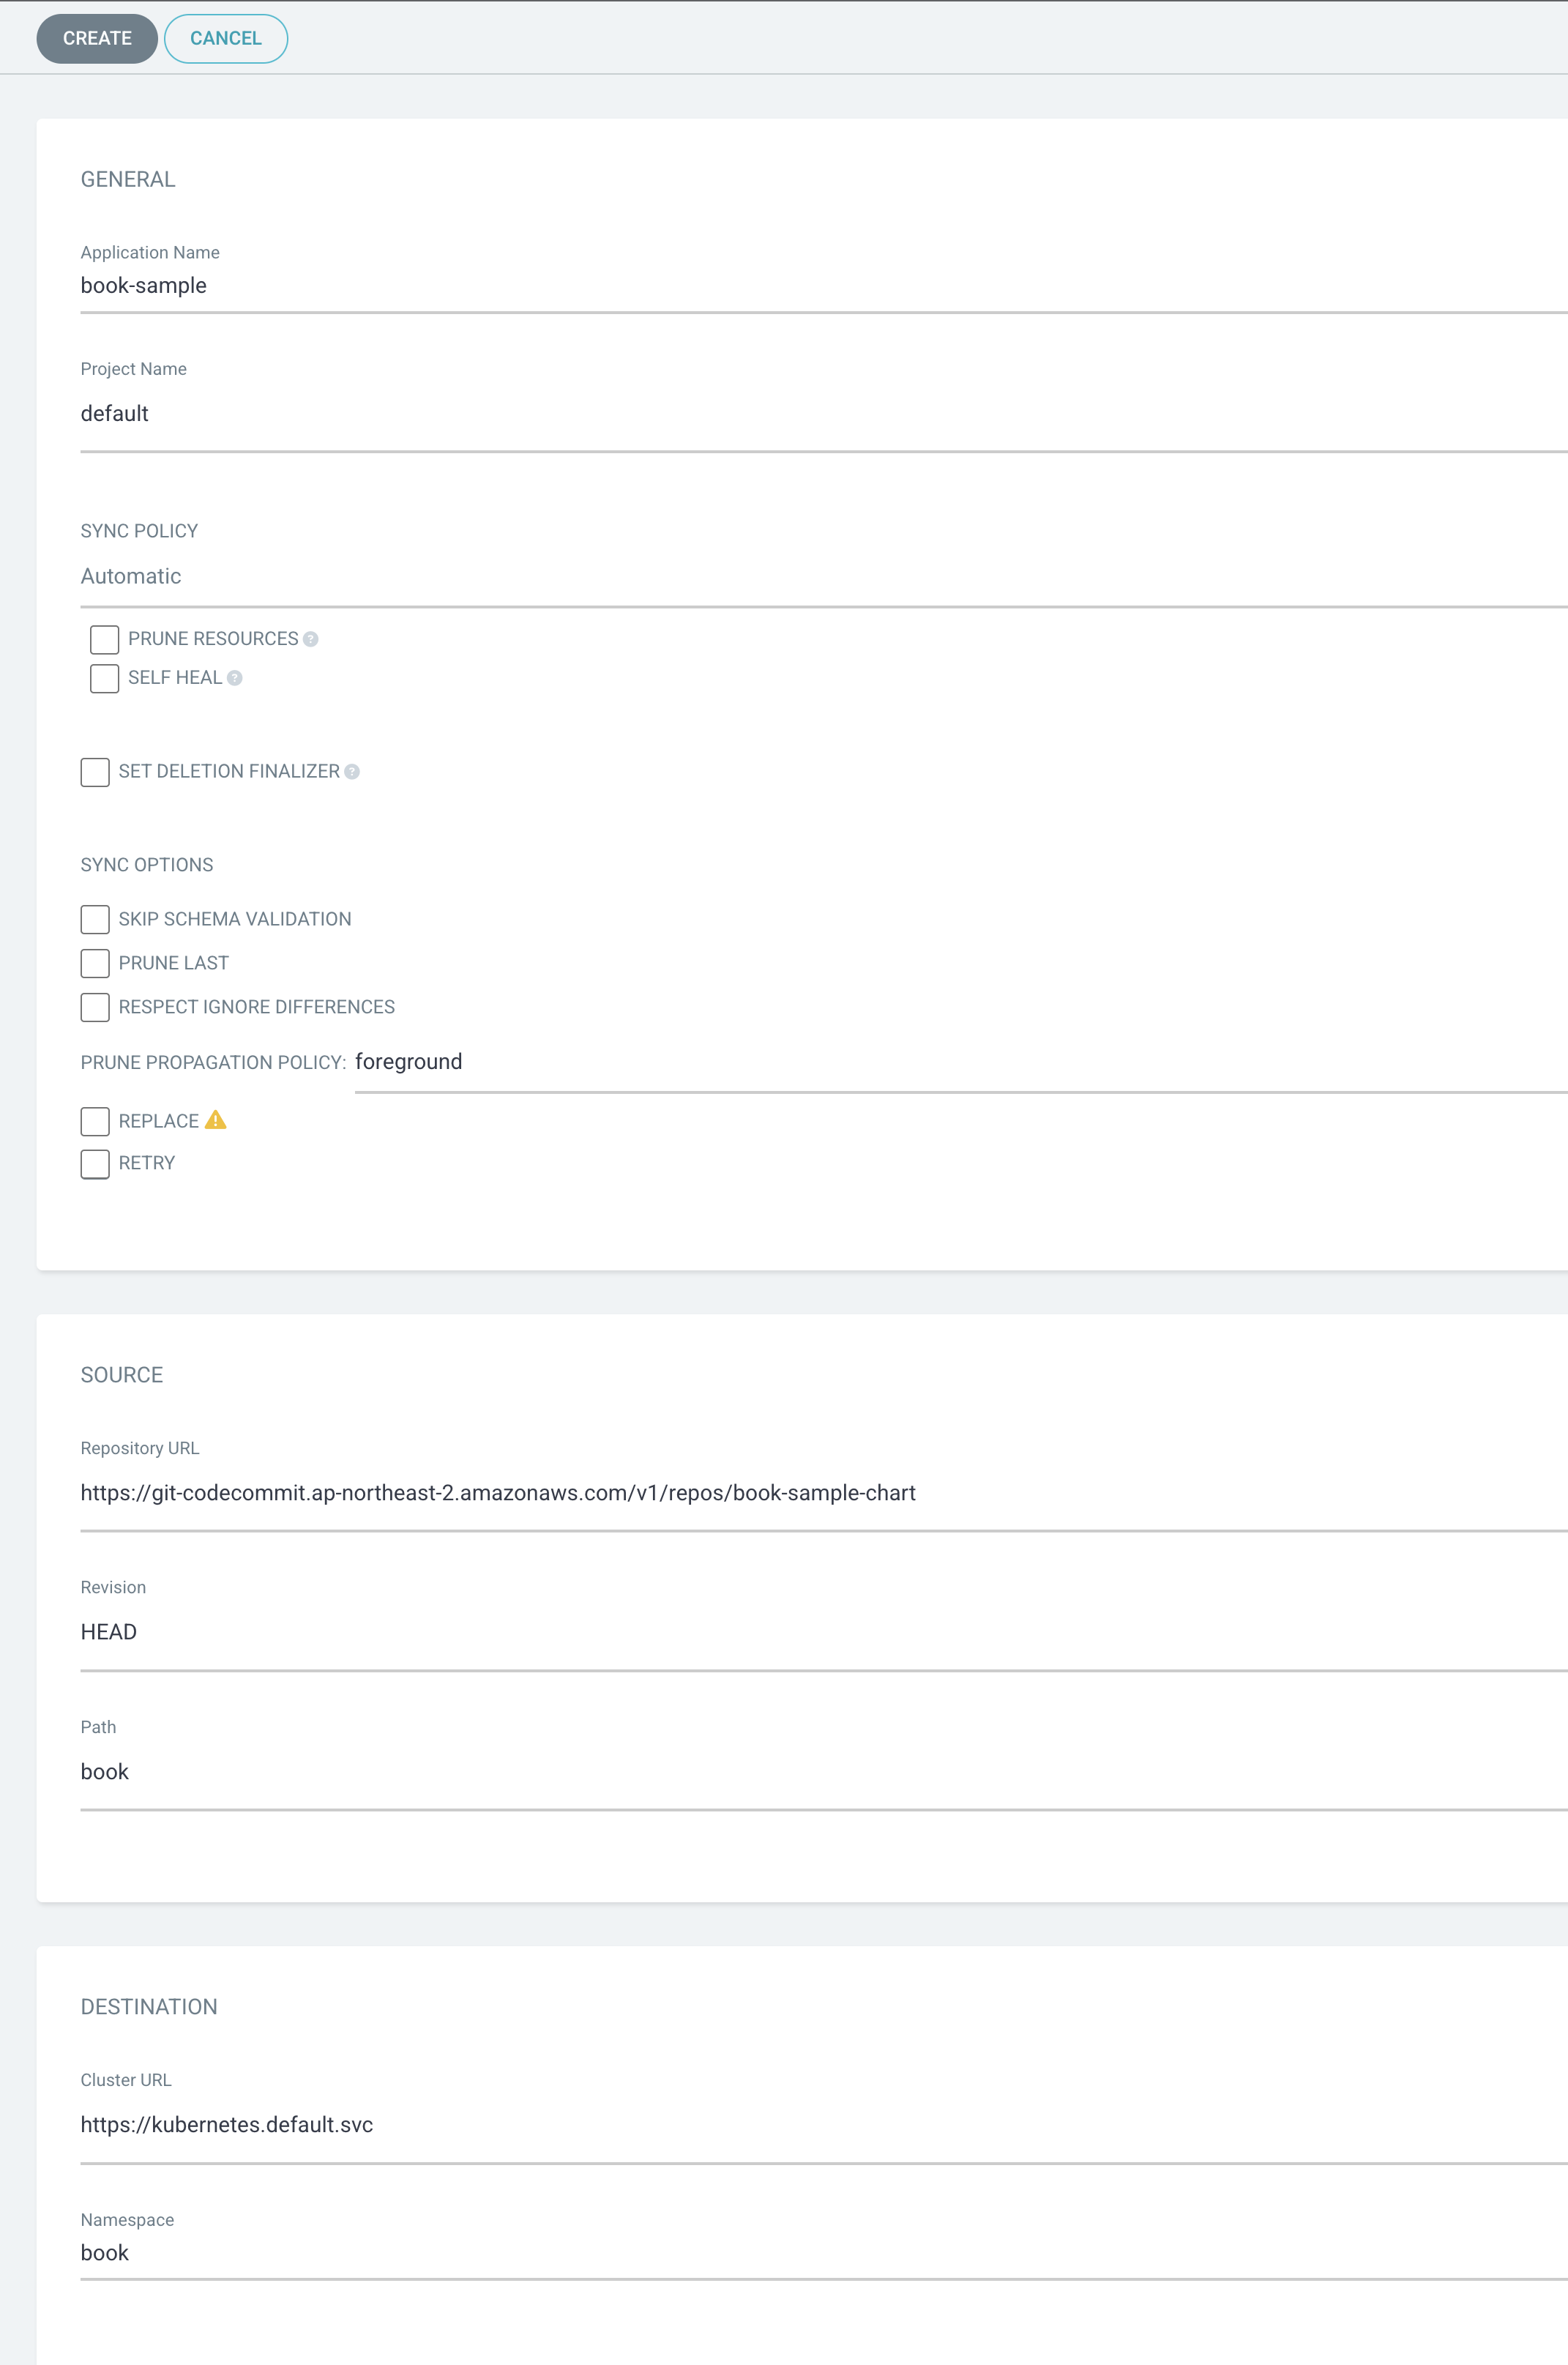 CREATE CANCEL
GENERAL
Application Name
book-sample
Project Name
default
SYNC POLICY
Automatic
PRUNE RESOURCES ?
SELF HEAL ?
SET DELETION FINALIZER ?
SYNC OPTIONS
SKIP SCHEMA VALIDATION
PRUNE LAST
RESPECT IGNORE DIFFERENCES
PRUNE PROPAGATION POLICY: foreground
REPLACE
RETRY
SOURCE
Repository URL
https://git-codecommit.ap-northeast-2.amazonaws.com/v1/repos/book-sample-chart
Revision
HEAD
Path
book
DESTINATION
Cluster URL
https://kubernetes.default.svc
Namespace
book